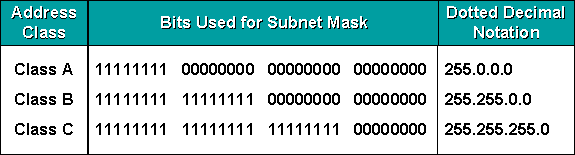 Address Class Bits Used for Subnet Mask Dotted Decimal Notation
Class A 11111111 00000000 00000000 00000000 255.0.0.0
Class B 11111111 11111111 00000000 00000000 255.255.0.0
Class C 11111111 11111111 11111111 00000000 255.255.255.0